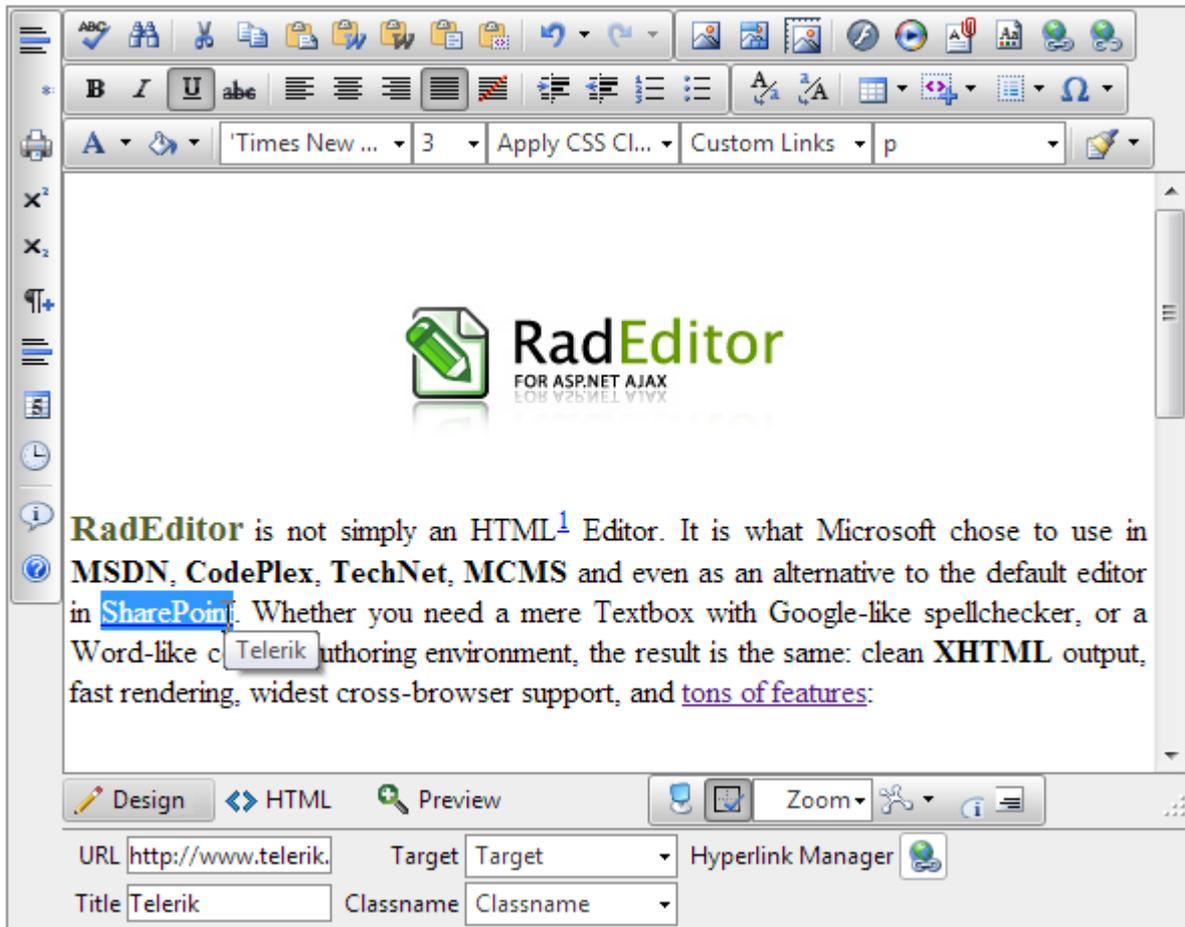 ABC
B I U abc
A 'Times New ... 3 Apply CSS Cl... Custom Links p
x²
x₂
RadEditor
FOR ASP.NET AJAX
RadEditor is not simply an HTML1 Editor. It is what Microsoft chose to use in
MSDN, CodePlex, TechNet, MCMS and even as an alternative to the default editor
in SharePoint. Whether you need a mere Textbox with Google-like spellchecker, or a
Word-like c Telerik uthoring environment, the result is the same: clean XHTML output,
fast rendering, widest cross-browser support, and tons of features:
Design HTML Preview Zoom
URL http://www.telerik. Target Target Hyperlink Manager
Title Telerik Classname Classname